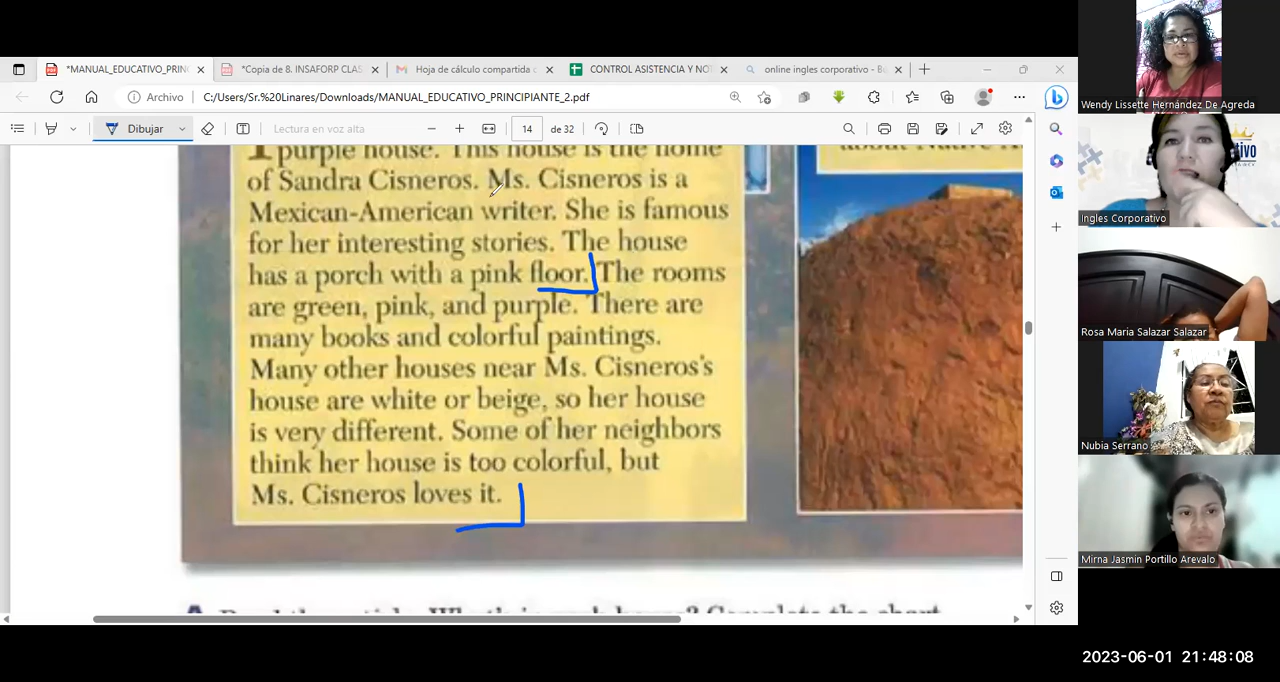 *MANUAL_EDUCATIVO_PRIN
*Copia de 8. INSAFORP CLAS
Hoja de cálculo compartida
CONTROL ASISTENCIA Y NO
online ingles corporativo - B
Archivo
C:/Users/Sr.%20Linares/Downloads/MANUAL_EDUCATIVO_PRINCIPIANTE_2.pdf
Dibujar
Lectura en voz alta
14
de 32
purple house. This house is the home
of Sandra Cisneros. Ms. Cisneros is a
Mexican-American writer. She is famous
for her interesting stories. The house
has a porch with a pink floor. The rooms
are green, pink, and purple. There are
many books and colorful paintings.
Many other houses near Ms. Cisneros's
house are white or beige, so her house
is very different. Some of her neighbors
think her house is too colorful, but
Ms. Cisneros loves it.
about Native
Wendy Lissette Hernández De Agreda
Ingles Corporativo
Rosa Maria Salazar Salazar
Nubia Serrano
Mirna Jasmin Portillo Arevalo
2023-06-01 21:48:08